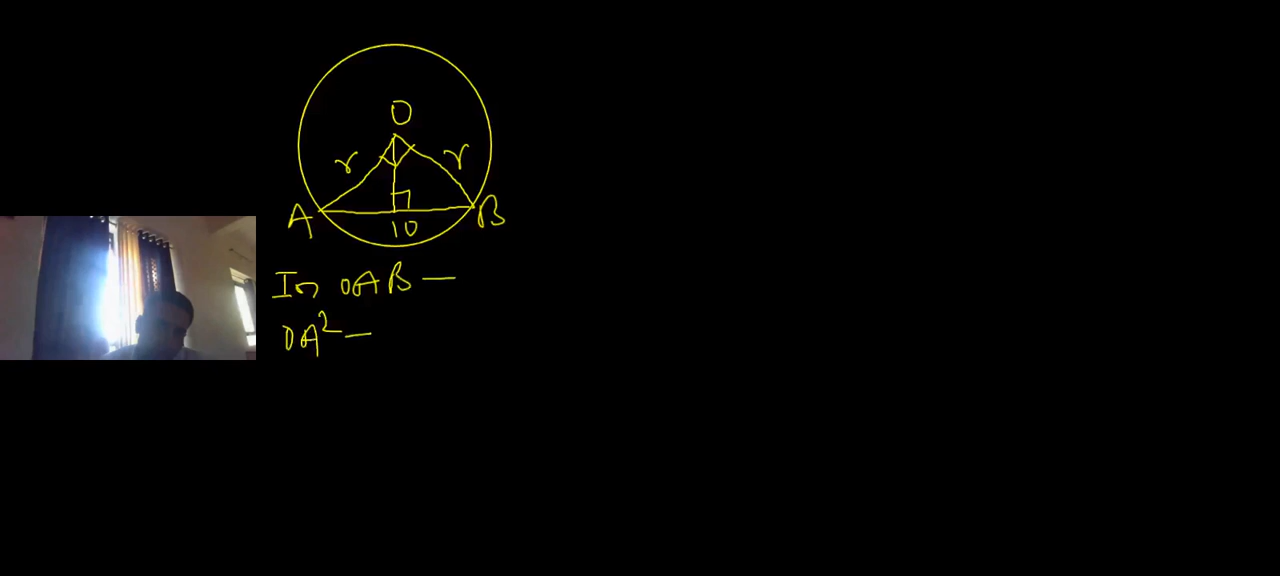 O
r r
A B
10
In OAB —
OA² —